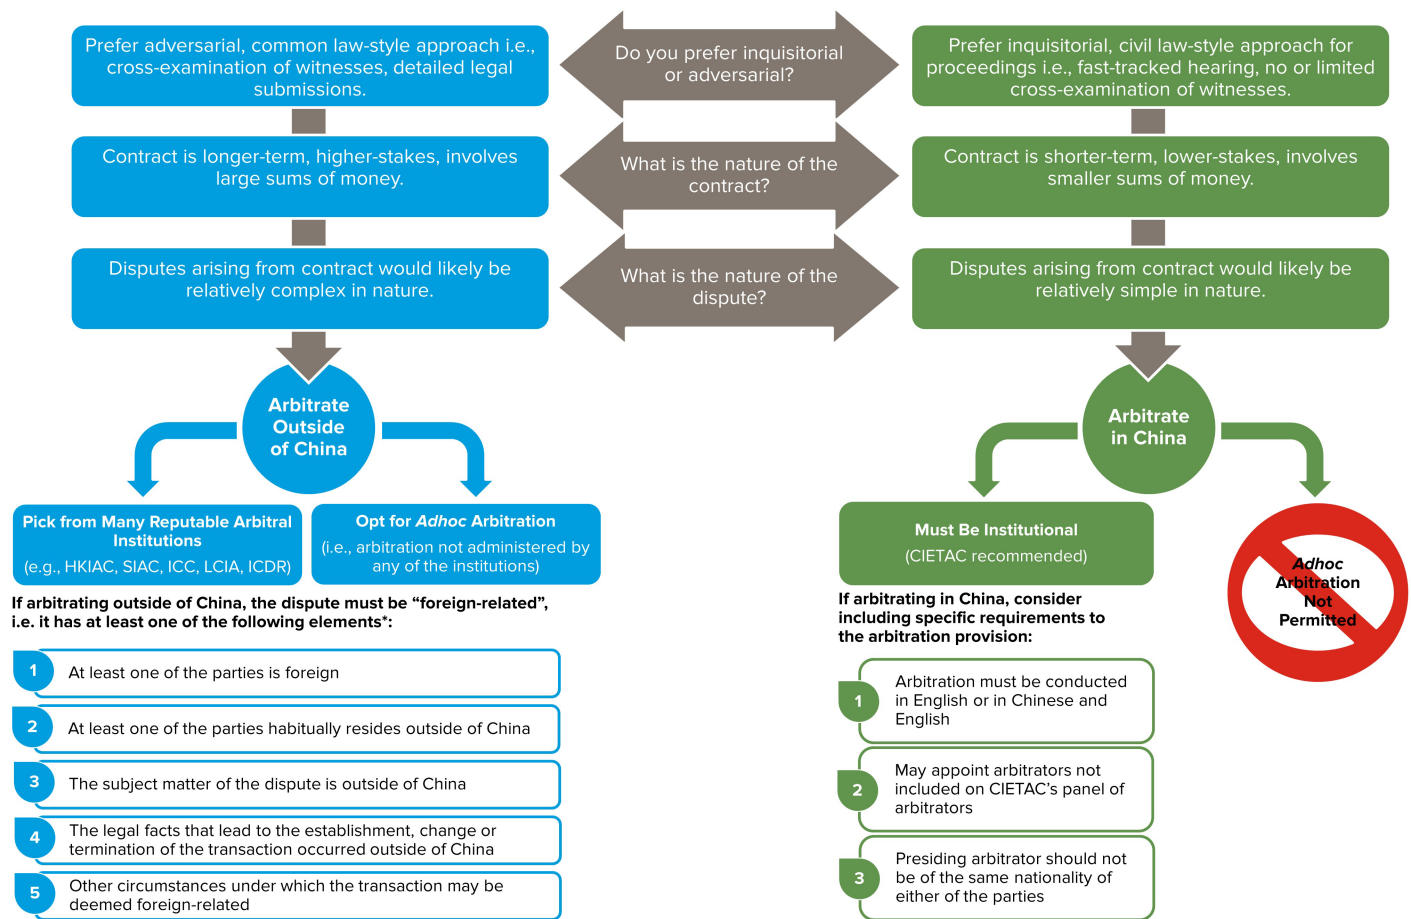 Prefer adversarial, common law-style approach i.e.,
cross-examination of witnesses, detailed legal
submissions.
Do you prefer inquisitorial
or adversarial?
Prefer inquisitorial, civil law-style approach for
proceedings i.e., fast-tracked hearing, no or limited
cross-examination of witnesses.
Contract is longer-term, higher-stakes, involves
large sums of money.
What is the nature of the
contract?
Contract is shorter-term, lower-stakes, involves
smaller sums of money.
Disputes arising from contract would likely be
relatively complex in nature.
What is the nature of the
dispute?
Disputes arising from contract would likely be
relatively simple in nature.
Arbitrate
Outside
of China
Pick from Many Reputable Arbitral
Institutions
(e.g., HKIAC, SIAC, ICC, LCIA, ICDR)
Opt for Adhoc Arbitration
(i.e., arbitration not administered by
any of the institutions)
If arbitrating outside of China, the dispute must be “foreign-related”,
i.e. it has at least one of the following elements*:
1 At least one of the parties is foreign
2 At least one of the parties habitually resides outside of China
3 The subject matter of the dispute is outside of China
4 The legal facts that lead to the establishment, change or
termination of the transaction occurred outside of China
5 Other circumstances under which the transaction may be
deemed foreign-related
Arbitrate
in China
Must Be Institutional
(CIETAC recommended)
Adhoc
Arbitration
Not
Permitted
If arbitrating in China, consider
including specific requirements to
the arbitration provision:
1 Arbitration must be conducted
in English or in Chinese and
English
2 May appoint arbitrators not
included on CIETAC’s panel of
arbitrators
3 Presiding arbitrator should not
be of the same nationality of
either of the parties